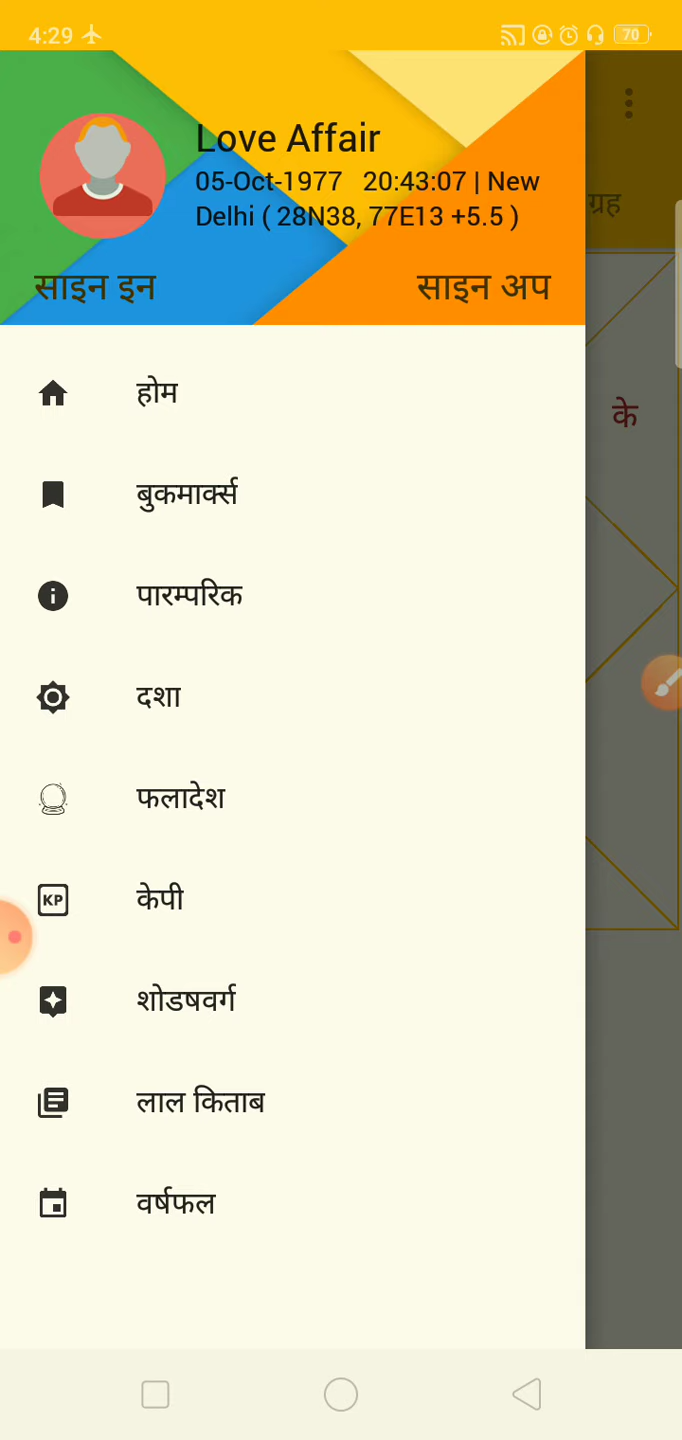 4:29
70
Love Affair
05-Oct-1977 20:43:07 | New
Delhi ( 28N38, 77E13 +5.5 )
ग्रह
साइन इन साइन अप
होम
के
बुकमार्क्स
पारम्परिक
दशा
फलादेश
KP केपी
शोडषवर्ग
लाल किताब
वर्षफल